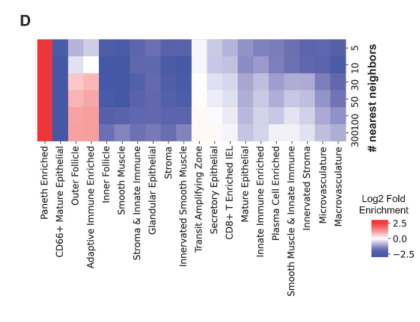 D
5
10
30
50
100
300
# nearest neighbors
Paneth Enriched
CD66+ Mature Epithelial
Outer Follicle
Adaptive Immune Enriched
Inner Follicle
Smooth Muscle
Stroma & Innate Immune
Glandular Epithelial
Stroma
Innervated Smooth Muscle
Transit Amplifying Zone
Secretory Epithelial
CD8+ T Enriched IEL
Mature Epithelial
Innate Immune Enriched
Plasma Cell Enriched
Smooth Muscle & Innate Immune
Innervated Stroma
Microvasculature
Macrovasculature
Log2 Fold
Enrichment
2.5
0.0
−2.5